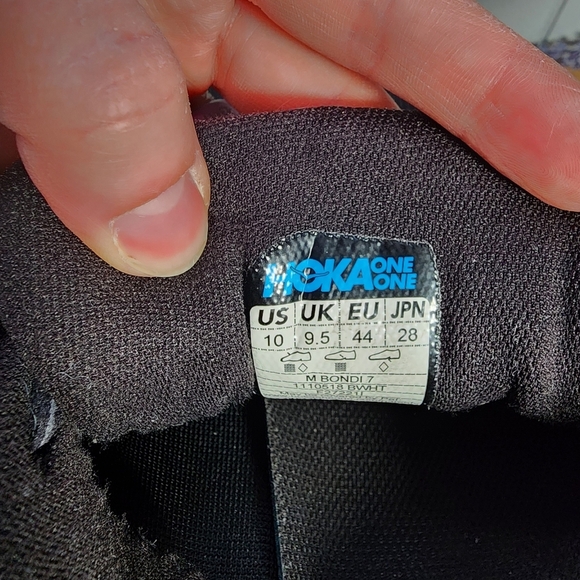 HOKA ONE ONE
US UK EU JPN
10 9.5 44 28
M BONDI 7
1110518 BWHT